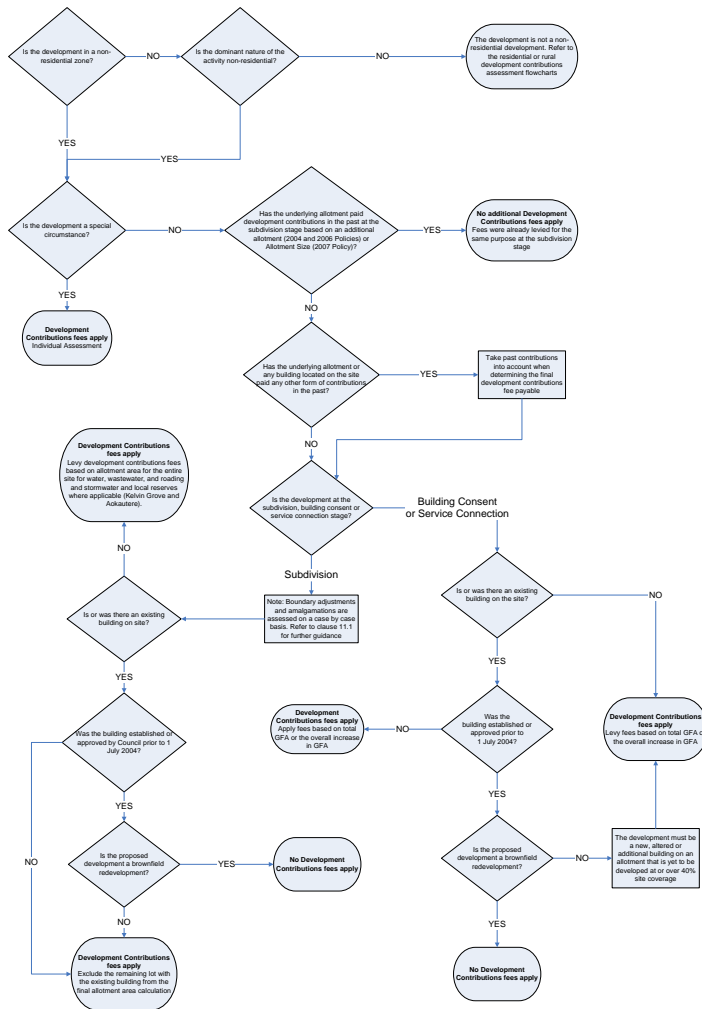 Is the development in a non-
residential zone?
NO
Is the dominant nature of the
activity non-residential?
NO
The development is not a non-
residential development. Refer to
the residential or rural
development contributions
assessment flowcharts
YES
YES
Is the development a special
circumstance?
NO
Has the underlying allotment paid
development contributions in the past at the
subdivision stage based on an additional
allotment (2004 and 2006 Policies) or
Allotment Size (2007 Policy)?
YES
No additional Development
Contributions fees apply
Fees were already levied for the
same purpose at the subdivision
stage
YES
NO
Development
Contributions fees apply
Individual Assessment
Has the underlying allotment or
any building located on the site
paid any other form of contributions
in the past?
YES
Take past contributions
into account when
determining the final
development contributions
fee payable
NO
Development Contributions
fees apply
Levy development contributions fees
based on allotment area for the entire
site for water, wastewater, and roading
and stormwater and local reserves
where applicable (Kelvin Grove and
Aokautere).
Is the development at the
subdivision, building consent or
service connection stage?
Building Consent
or Service Connection
NO
Subdivision
Is or was there an existing
building on site?
Note: Boundary adjustments
and amalgamations are
assessed on a case by case
basis. Refer to clause 11.1
for further guidance
Is or was there an existing
building on the site?
NO
YES
YES
Was the building established or
approved by Council prior to 1
July 2004?
Development
Contributions fees apply
Apply fees based on total
GFA or the overall increase
in GFA
NO
Was the
building established or
approved prior to
1 July 2004?
Development Contributions
fees apply
Levy fees based on total GFA o
the overall increase in GFA
YES
YES
NO
Is the proposed
development a brownfield
redevelopment?
YES
No Development
Contributions fees apply
Is the proposed
development a brownfield
redevelopment?
NO
The development must be
a new, altered or
additional building on an
allotment that is yet to be
developed at or over 40%
site coverage
NO
YES
Development Contributions
fees apply
Exclude the remaining lot with
the existing building from the
final allotment area calculation
No Development
Contributions fees apply